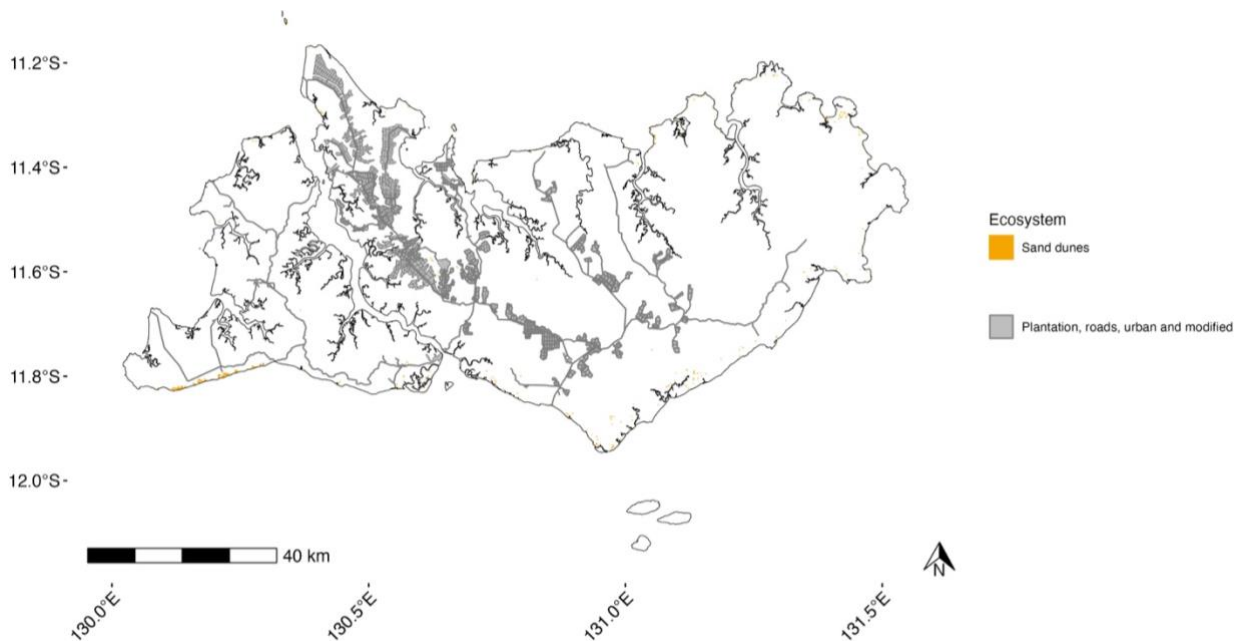 11.2°S
11.4°S
11.6°S
11.8°S
12.0°S
Ecosystem
Sand dunes
Plantation, roads, urban and modified
40 km
N
130.0°E
130.5°E
131.0°E
131.5°E